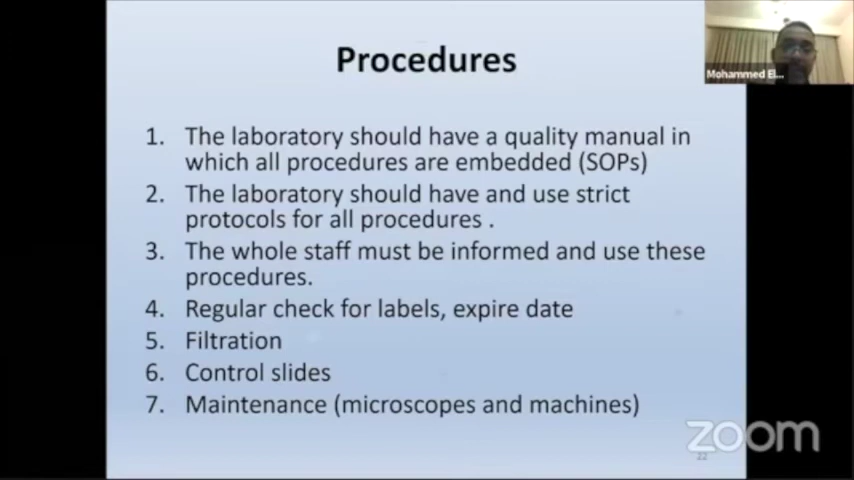 Procedures
Mohammed El...
1. The laboratory should have a quality manual in
which all procedures are embedded (SOPs)
2. The laboratory should have and use strict
protocols for all procedures .
3. The whole staff must be informed and use these
procedures.
4. Regular check for labels, expire date
5. Filtration
6. Control slides
7. Maintenance (microscopes and machines)
zoom
22